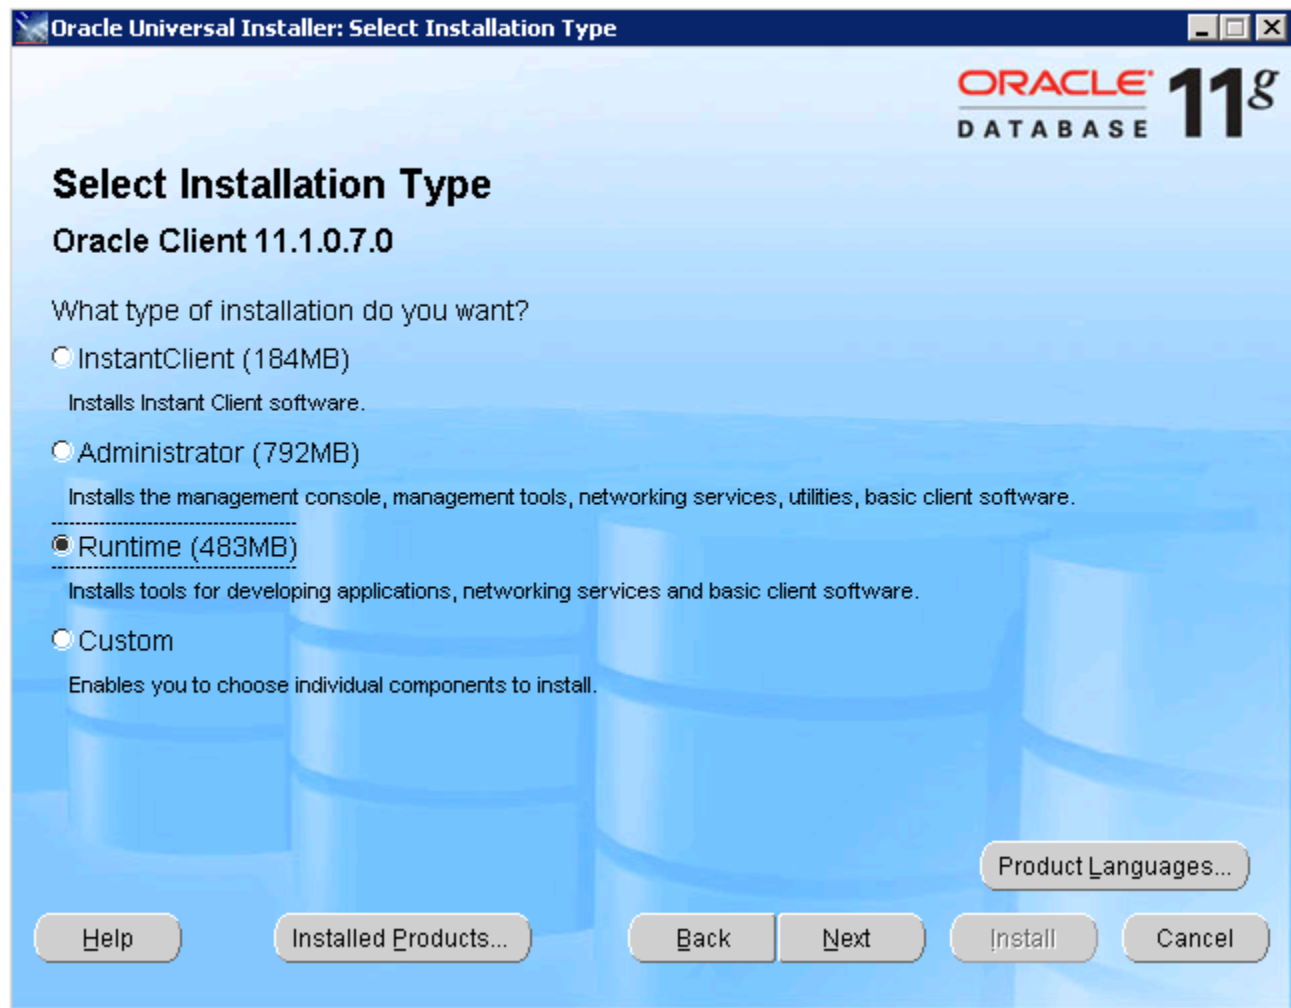 Oracle Universal Installer: Select Installation Type
ORACLE 11g
DATABASE
Select Installation Type
Oracle Client 11.1.0.7.0
What type of installation do you want?
InstantClient (184MB)
Installs Instant Client software.
Administrator (792MB)
Installs the management console, management tools, networking services, utilities, basic client software.
Runtime (483MB)
Installs tools for developing applications, networking services and basic client software.
Custom
Enables you to choose individual components to install.
Product Languages...
Help Installed Products... Back Next Install Cancel